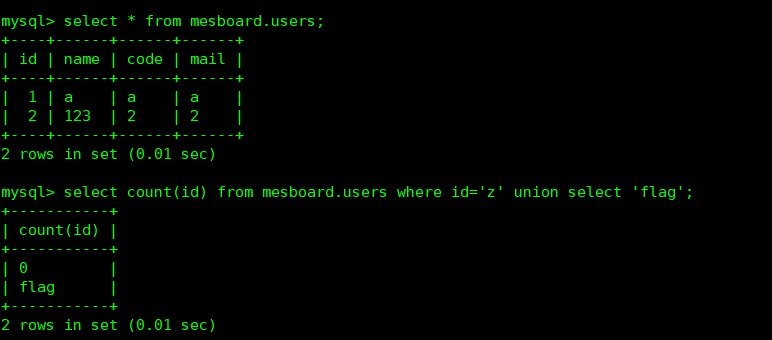 mysql> select * from mesboard.users;
+----+------+------+------+
| id | name | code | mail |
+----+------+------+------+
|  1 | a    | a    | a    |
|  2 | 123  | 2    | 2    |
+----+------+------+------+
2 rows in set (0.01 sec)
mysql> select count(id) from mesboard.users where id='z' union select 'flag';
+-----------+
| count(id) |
+-----------+
| 0         |
| flag      |
+-----------+
2 rows in set (0.01 sec)